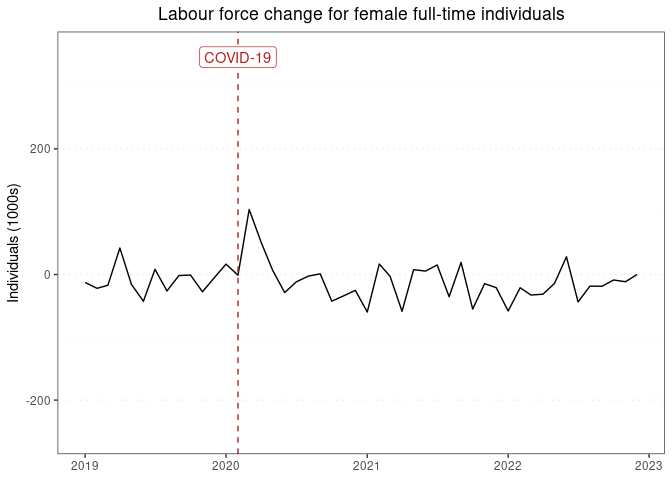 Labour force change for female full-time individuals
COVID-19
200
0
-200
Individuals (1000s)
2019 2020 2021 2022 2023